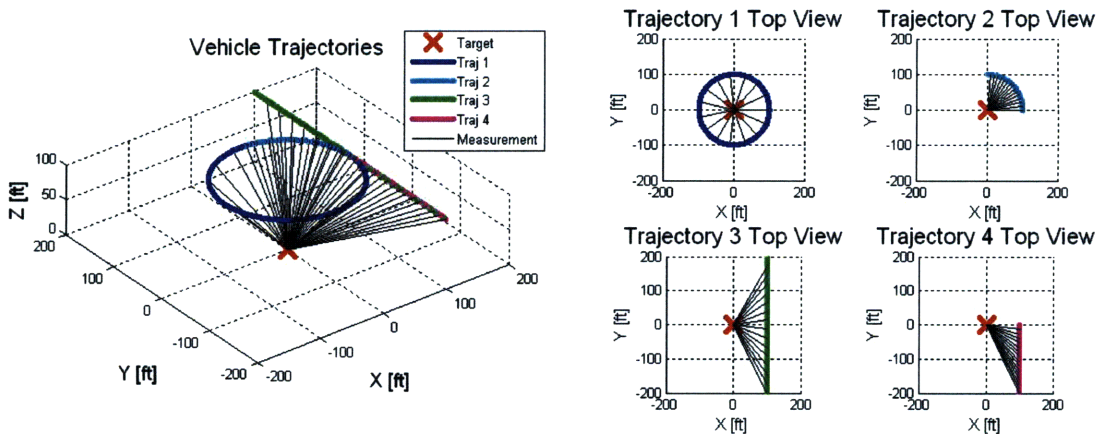 Vehicle Trajectories
Target
Traj 1
Traj 2
Traj 3
Traj 4
Measurement
Z [ft]
100
50
0
200
100
0
-100
-200
Y [ft]
-200
-100
0
100
200
X [ft]
Trajectory 1 Top View
200
100
0
-100
-200
Y [ft]
-200
0
200
X [ft]
Trajectory 2 Top View
200
100
0
-100
-200
Y [ft]
-200
0
200
X [ft]
Trajectory 3 Top View
200
100
0
-100
-200
Y [ft]
-200
0
200
X [ft]
Trajectory 4 Top View
200
100
0
-100
-200
Y [ft]
-200
0
200
X [ft]